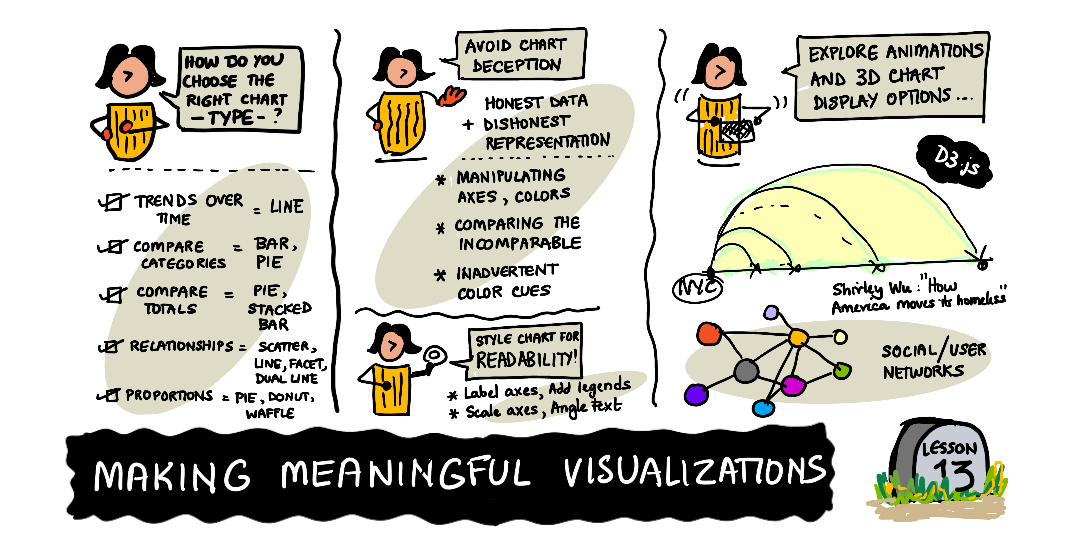 HOW DO YOU
CHOOSE THE
RIGHT CHART
- TYPE - ?
TRENDS OVER
TIME
= LINE
COMPARE
CATEGORIES
= BAR,
PIE
COMPARE
TOTALS
= PIE,
STACKED
BAR
RELATIONSHIPS = SCATTER,
LINE, FACET,
DUAL LINE
PROPORTIONS = PIE, DONUT,
WAFFLE
AVOID CHART
DECEPTION
HONEST DATA
+ DISHONEST
REPRESENTATION
* MANIPULATING
AXES, COLORS
* COMPARING THE
INCOMPARABLE
* INADVERTENT
COLOR CUES
STYLE CHART FOR
READABILITY!
* Label axes, Add legends
* Scale axes, Angle text
EXPLORE ANIMATIONS
AND 3D CHART
DISPLAY OPTIONS ...
D3.js
NYC
Shirley Wu: "How
America moves its homeless"
SOCIAL/USER
NETWORKS
MAKING MEANINGFUL VISUALIZATIONS
LESSON
13